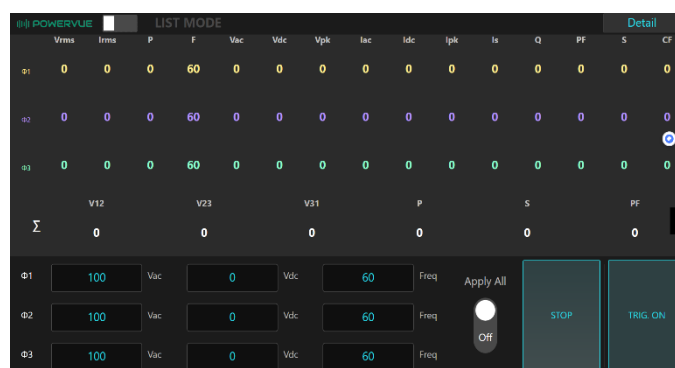 POWERVUE LIST MODE Detail
Vrms Irms P F Vac Vdc Vpk Iac Idc Ipk Is Q PF S CF
Φ1 0 0 0 60 0 0 0 0 0 0 0 0 0 0 0
Φ2 0 0 0 60 0 0 0 0 0 0 0 0 0 0 0
Φ3 0 0 0 60 0 0 0 0 0 0 0 0 0 0 0
V12 V23 V31 P S PF
Σ 0 0 0 0 0 0
Φ1 100 Vac 0 Vdc 60 Freq Apply All
Φ2 100 Vac 0 Vdc 60 Freq STOP TRIG. ON
Off
Φ3 100 Vac 0 Vdc 60 Freq